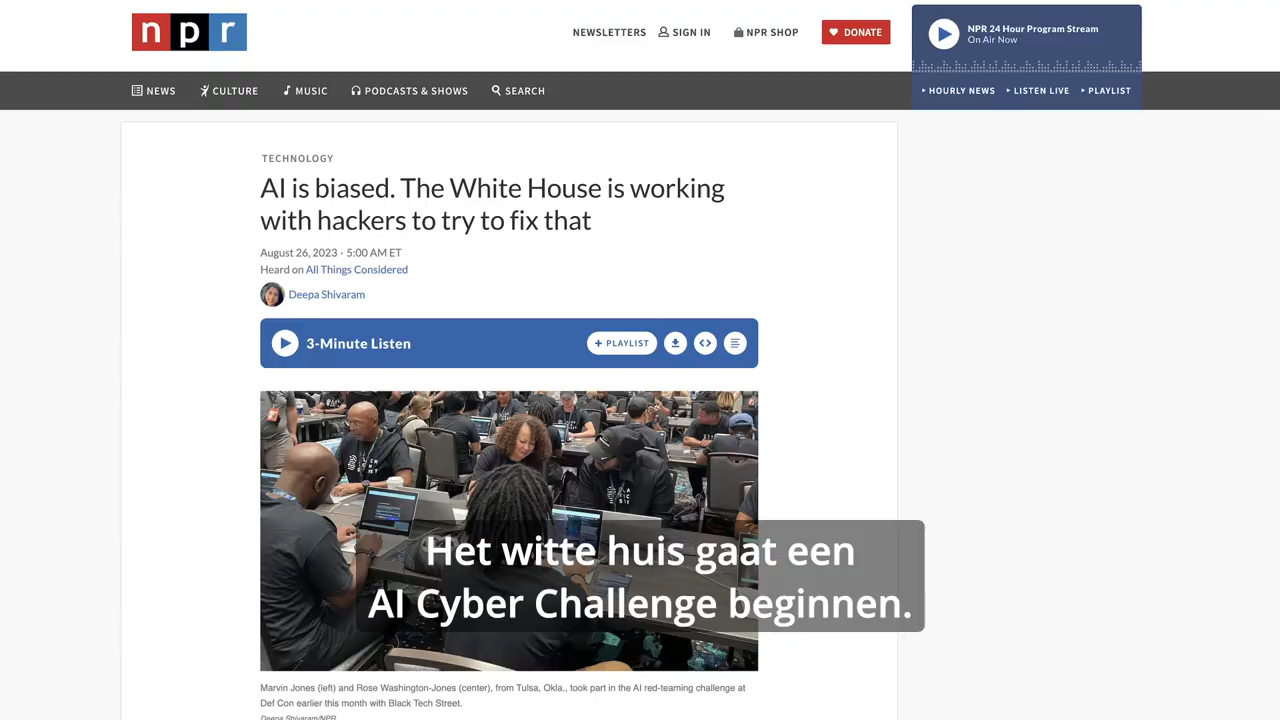 npr
NEWSLETTERS SIGN IN NPR SHOP DONATE
NPR 24 Hour Program Stream
On Air Now
NEWS CULTURE MUSIC PODCASTS & SHOWS SEARCH
HOURLY NEWS LISTEN LIVE PLAYLIST
TECHNOLOGY
AI is biased. The White House is working
with hackers to try to fix that
August 26, 2023 · 5:00 AM ET
Heard on All Things Considered
Deepa Shivaram
3-Minute Listen + PLAYLIST
Het witte huis gaat een
AI Cyber Challenge beginnen.
Marvin Jones (left) and Rose Washington-Jones (center), from Tulsa, Okla., took part in the AI red-teaming challenge at
Def Con earlier this month with Black Tech Street.
Deepa Shivaram/NPR